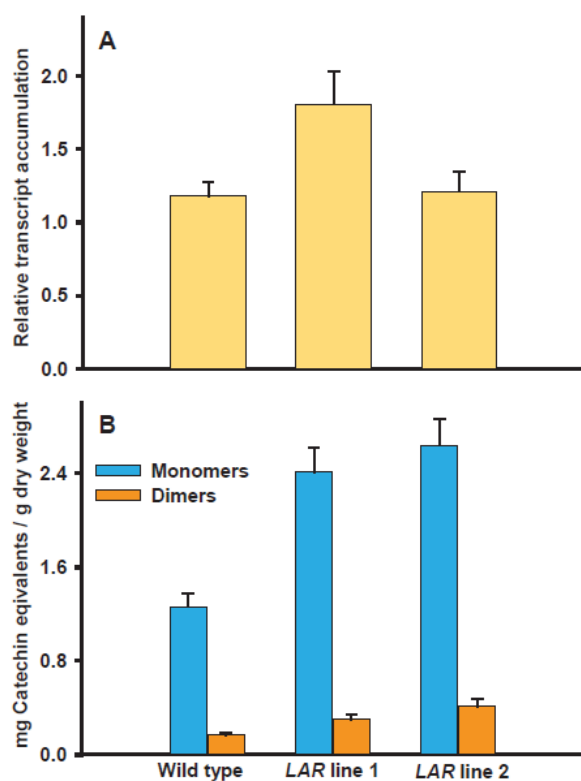 A
Relative transcript accumulation
2.0
1.5
1.0
0.5
0.0
B
Monomers
Dimers
mg Catechin eqivalents / g dry weight
2.4
1.6
0.8
0.0
Wild type LAR line 1 LAR line 2